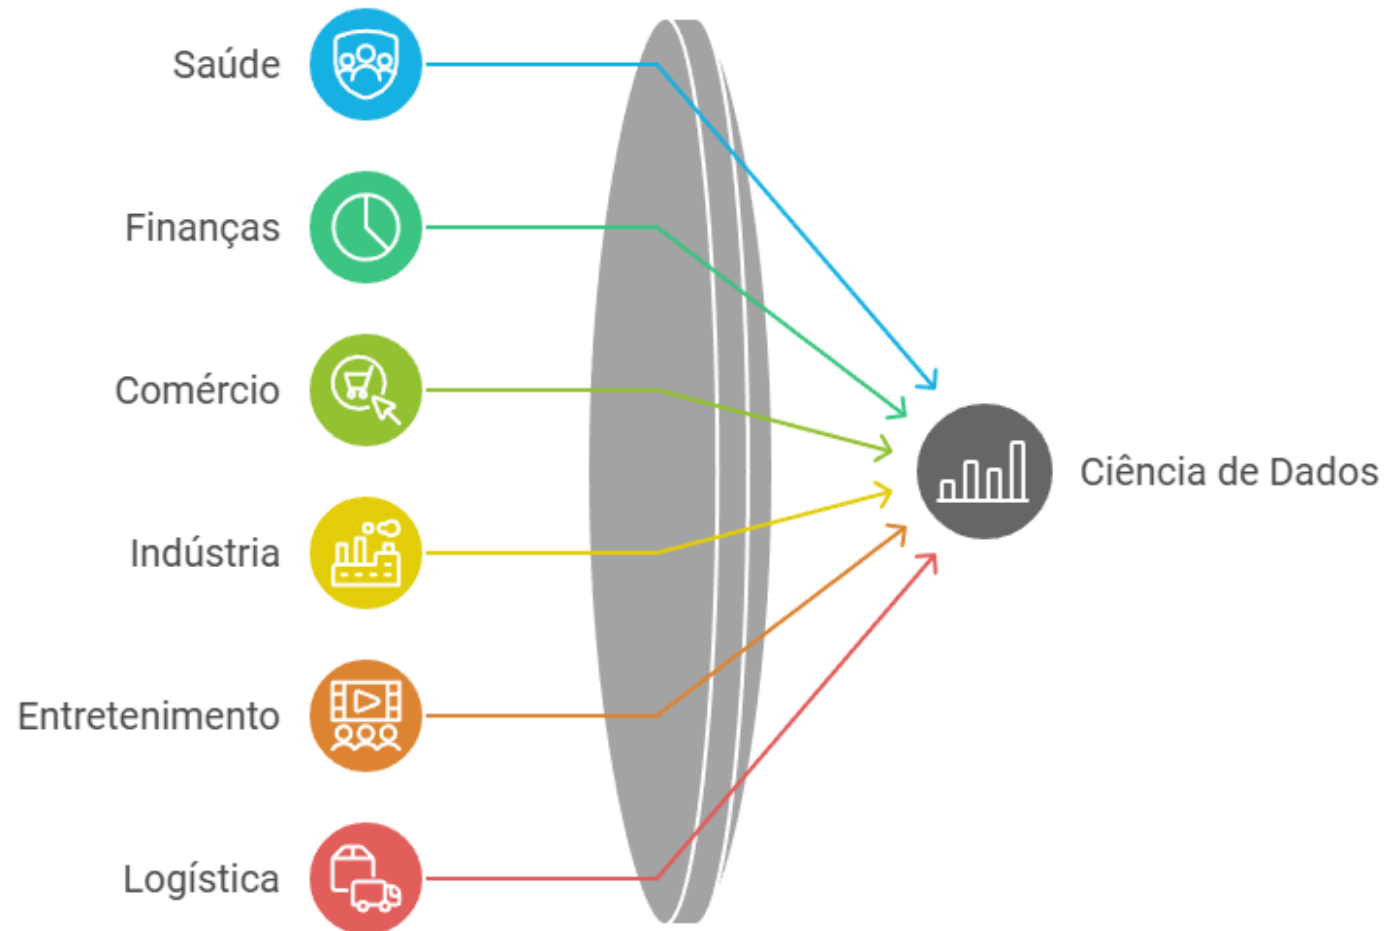 Saúde
Finanças
Comércio
Indústria
Entretenimento
Logística
Ciência de Dados